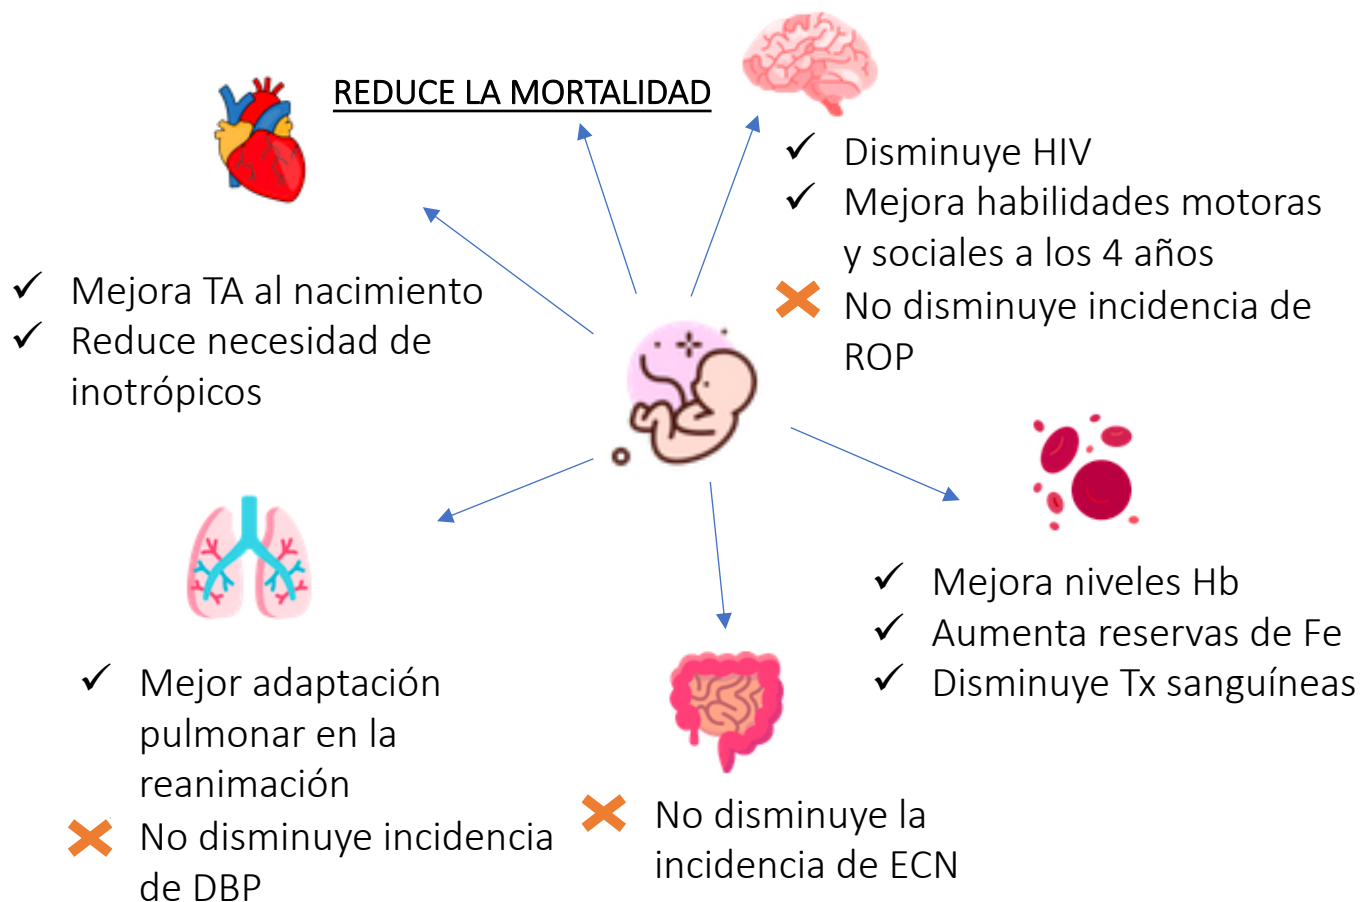 REDUCE LA MORTALIDAD
✓ Disminuye HIV
✓ Mejora habilidades motoras
y sociales a los 4 años
✖ No disminuye incidencia de
ROP
✓ Mejora TA al nacimiento
✓ Reduce necesidad de
inotrópicos
✓ Mejora niveles Hb
✓ Aumenta reservas de Fe
✓ Disminuye Tx sanguíneas
✓ Mejor adaptación
pulmonar en la
reanimación
✖ No disminuye incidencia
de DBP
✖ No disminuye la
incidencia de ECN